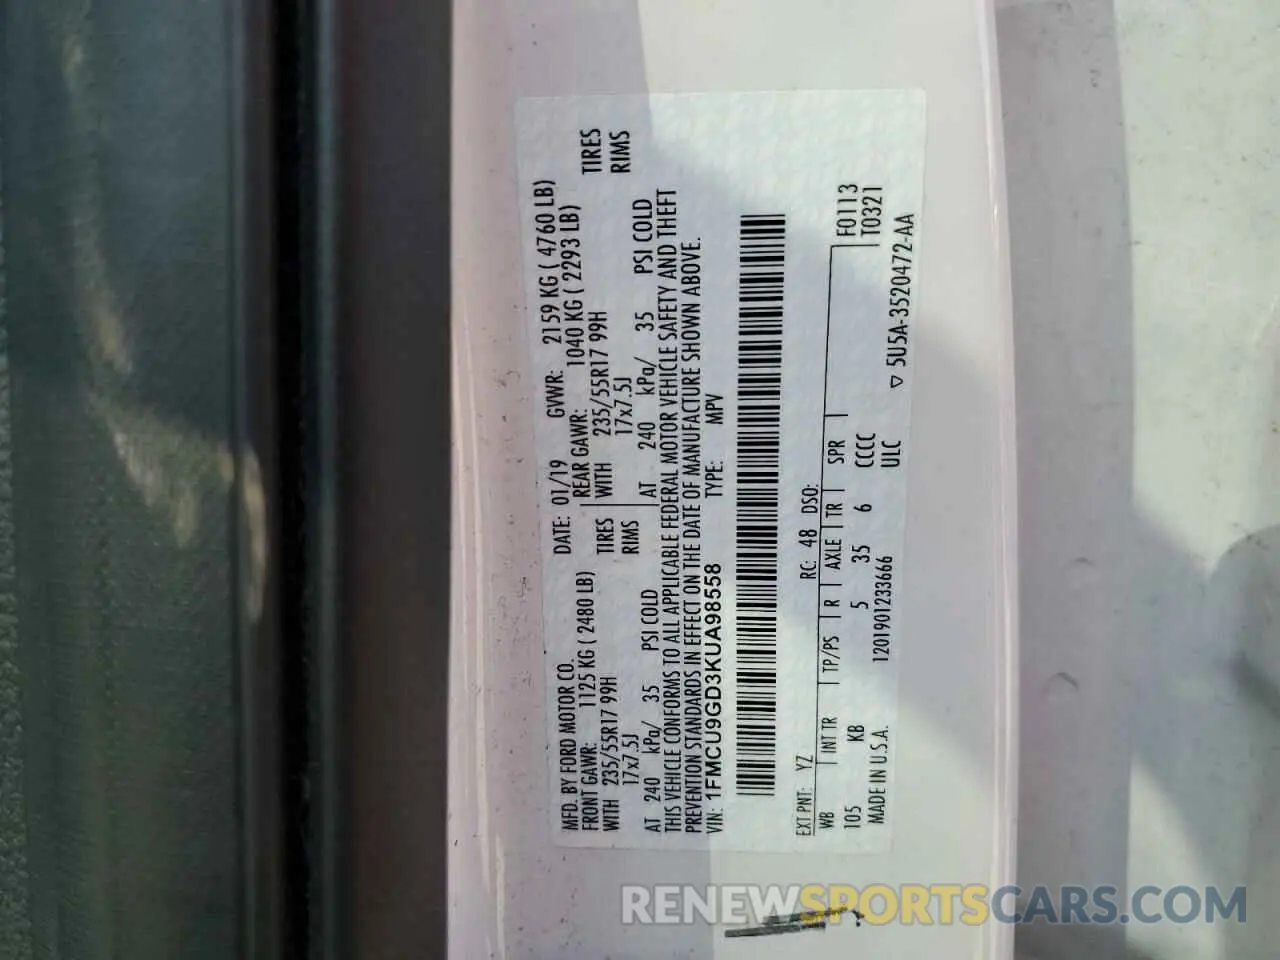 MFD. BY FORD MOTOR CO. DATE: 01/19 GVWR: 2159 KG ( 4760 LB)
FRONT GAWR: 1125 KG ( 2480 LB) REAR GAWR: 1040 KG ( 2293 LB)
WITH 235/55R17 99H TIRES WITH 235/55R17 99H TIRES
17x7.5J RIMS 17x7.5J RIMS
AT 240 kPa/ 35 PSI COLD AT 240 kPa/ 35 PSI COLD
THIS VEHICLE CONFORMS TO ALL APPLICABLE FEDERAL MOTOR VEHICLE SAFETY AND THEFT
PREVENTION STANDARDS IN EFFECT ON THE DATE OF MANUFACTURE SHOWN ABOVE.
VIN: 1FMCU9GD3KUA98558 TYPE: MPV
EXT PNT: YZ RC: 48 DSO:
WB INT TR TP/PS R AXLE TR SPR F0113
105 KB 5 35 6 CCCC T0321
MADE IN U.S.A. 1201901233666 ULC
▽ 5U5A-3520472-AA
RENEWSPORTSCARS.COM